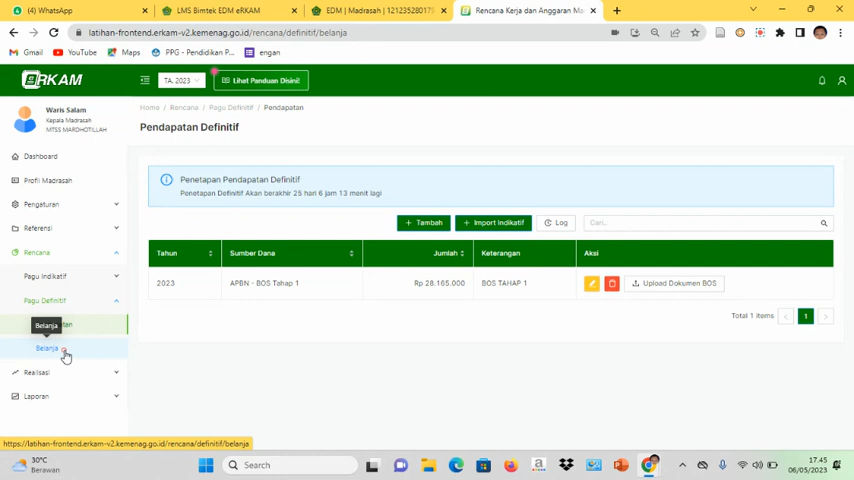 (4) WhatsApp
LMS Bimtek EDM eRKAM
EDM | Madrasah | 12123528017
Rencana Kerja dan Anggaran Ma
latihan-frontend.erkam-v2.kemenag.go.id/rencana/definitif/belanja
Gmail
YouTube
Maps
PPG - Pendidikan P...
engan
ERKAM
TA. 2023
Lihat Panduan Disini!
Waris Salam
Kepala Madrasah
MTSS MARDHOTILLAH
Home / Rencana / Pagu Definitif / Pendapatan
Pendapatan Definitif
Dashboard
Profil Madrasah
Pengaturan
Referensi
Rencana
Pagu Indikatif
Pagu Definitif
Belanja
Belanja
Realisasi
Laporan
Penetapan Pendapatan Definitif
Penetapan Definitif Akan berakhir 25 hari 6 jam 13 menit lagi
+ Tambah
+ Import Indikatif
Log
Cari...
Tahun
Sumber Dana
Jumlah
Keterangan
Aksi
2023
APBN - BOS Tahap 1
Rp 28.165.000
BOS TAHAP 1
Upload Dokumen BOS
Total 1 items
1
https://latihan-frontend.erkam-v2.kemenag.go.id/rencana/definitif/belanja
30°C
Berawan
Search
17.45
06/05/2023